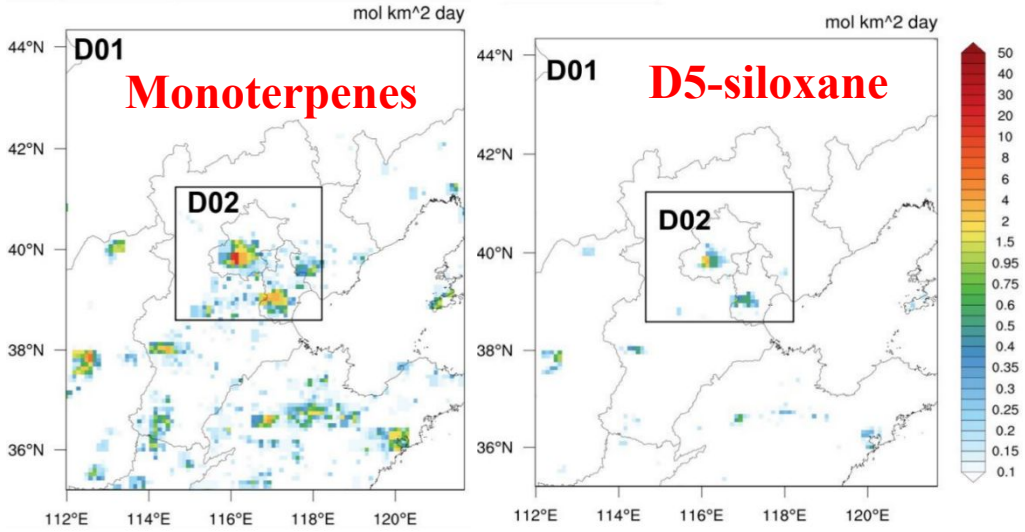 mol km^2 day
D01
Monoterpenes
D02
44°N
42°N
40°N
38°N
36°N
112°E 114°E 116°E 118°E 120°E
mol km^2 day
D01
D5-siloxane
D02
44°N
42°N
40°N
38°N
36°N
112°E 114°E 116°E 118°E 120°E
50
40
30
20
10
8
6
4
2
1.5
0.95
0.75
0.6
0.5
0.4
0.35
0.3
0.25
0.2
0.15
0.1